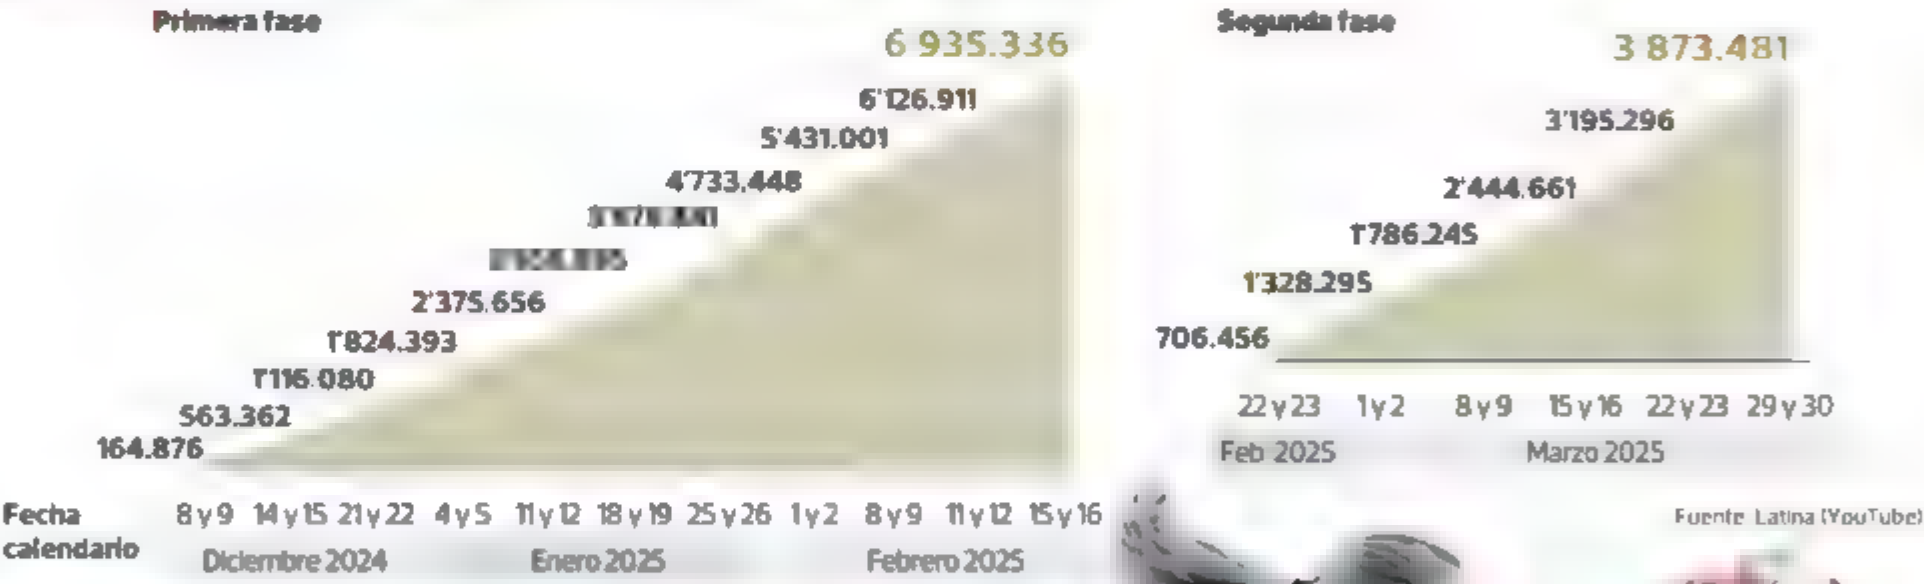 Primera fase
6 935.336
6'126.911
5'431.001
4'733.448
2'375.656
1'824.393
1'116.080
563.362
164.876
Fecha calendario
8 y 9 14 y 15 21 y 22 4 y 5 11 y 12 18 y 19 25 y 26 1 y 2 8 y 9 11 y 12 15 y 16
Diciembre 2024 Enero 2025 Febrero 2025
Segunda fase
3 873.481
3'195.296
2'444.661
1'786.245
1'328.295
706.456
22 y 23 1 y 2 8 y 9 15 y 16 22 y 23 29 y 30
Feb 2025 Marzo 2025
Fuente Latina (YouTube)